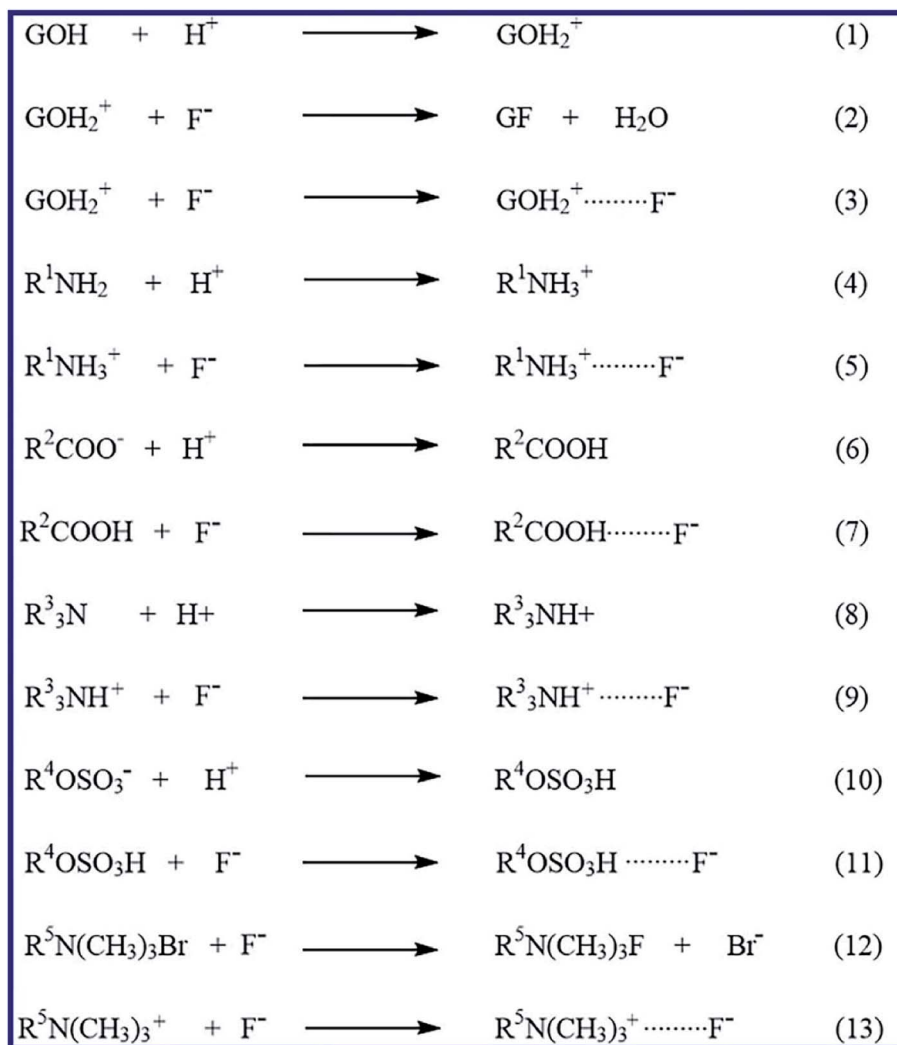 GOH + H⁺ ⟶ GOH₂⁺ (1)
GOH₂⁺ + F⁻ ⟶ GF + H₂O (2)
GOH₂⁺ + F⁻ ⟶ GOH₂⁺·········F⁻ (3)
R¹NH₂ + H⁺ ⟶ R¹NH₃⁺ (4)
R¹NH₃⁺ + F⁻ ⟶ R¹NH₃⁺·········F⁻ (5)
R²COO⁻ + H⁺ ⟶ R²COOH (6)
R²COOH + F⁻ ⟶ R²COOH·········F⁻ (7)
R³₃N + H+ ⟶ R³₃NH+ (8)
R³₃NH⁺ + F⁻ ⟶ R³₃NH⁺·········F⁻ (9)
R⁴OSO₃⁻ + H⁺ ⟶ R⁴OSO₃H (10)
R⁴OSO₃H + F⁻ ⟶ R⁴OSO₃H········F⁻ (11)
R⁵N(CH₃)₃Br + F⁻ ⟶ R⁵N(CH₃)₃F + Br⁻ (12)
R⁵N(CH₃)₃⁺ + F⁻ ⟶ R⁵N(CH₃)₃⁺·········F⁻ (13)